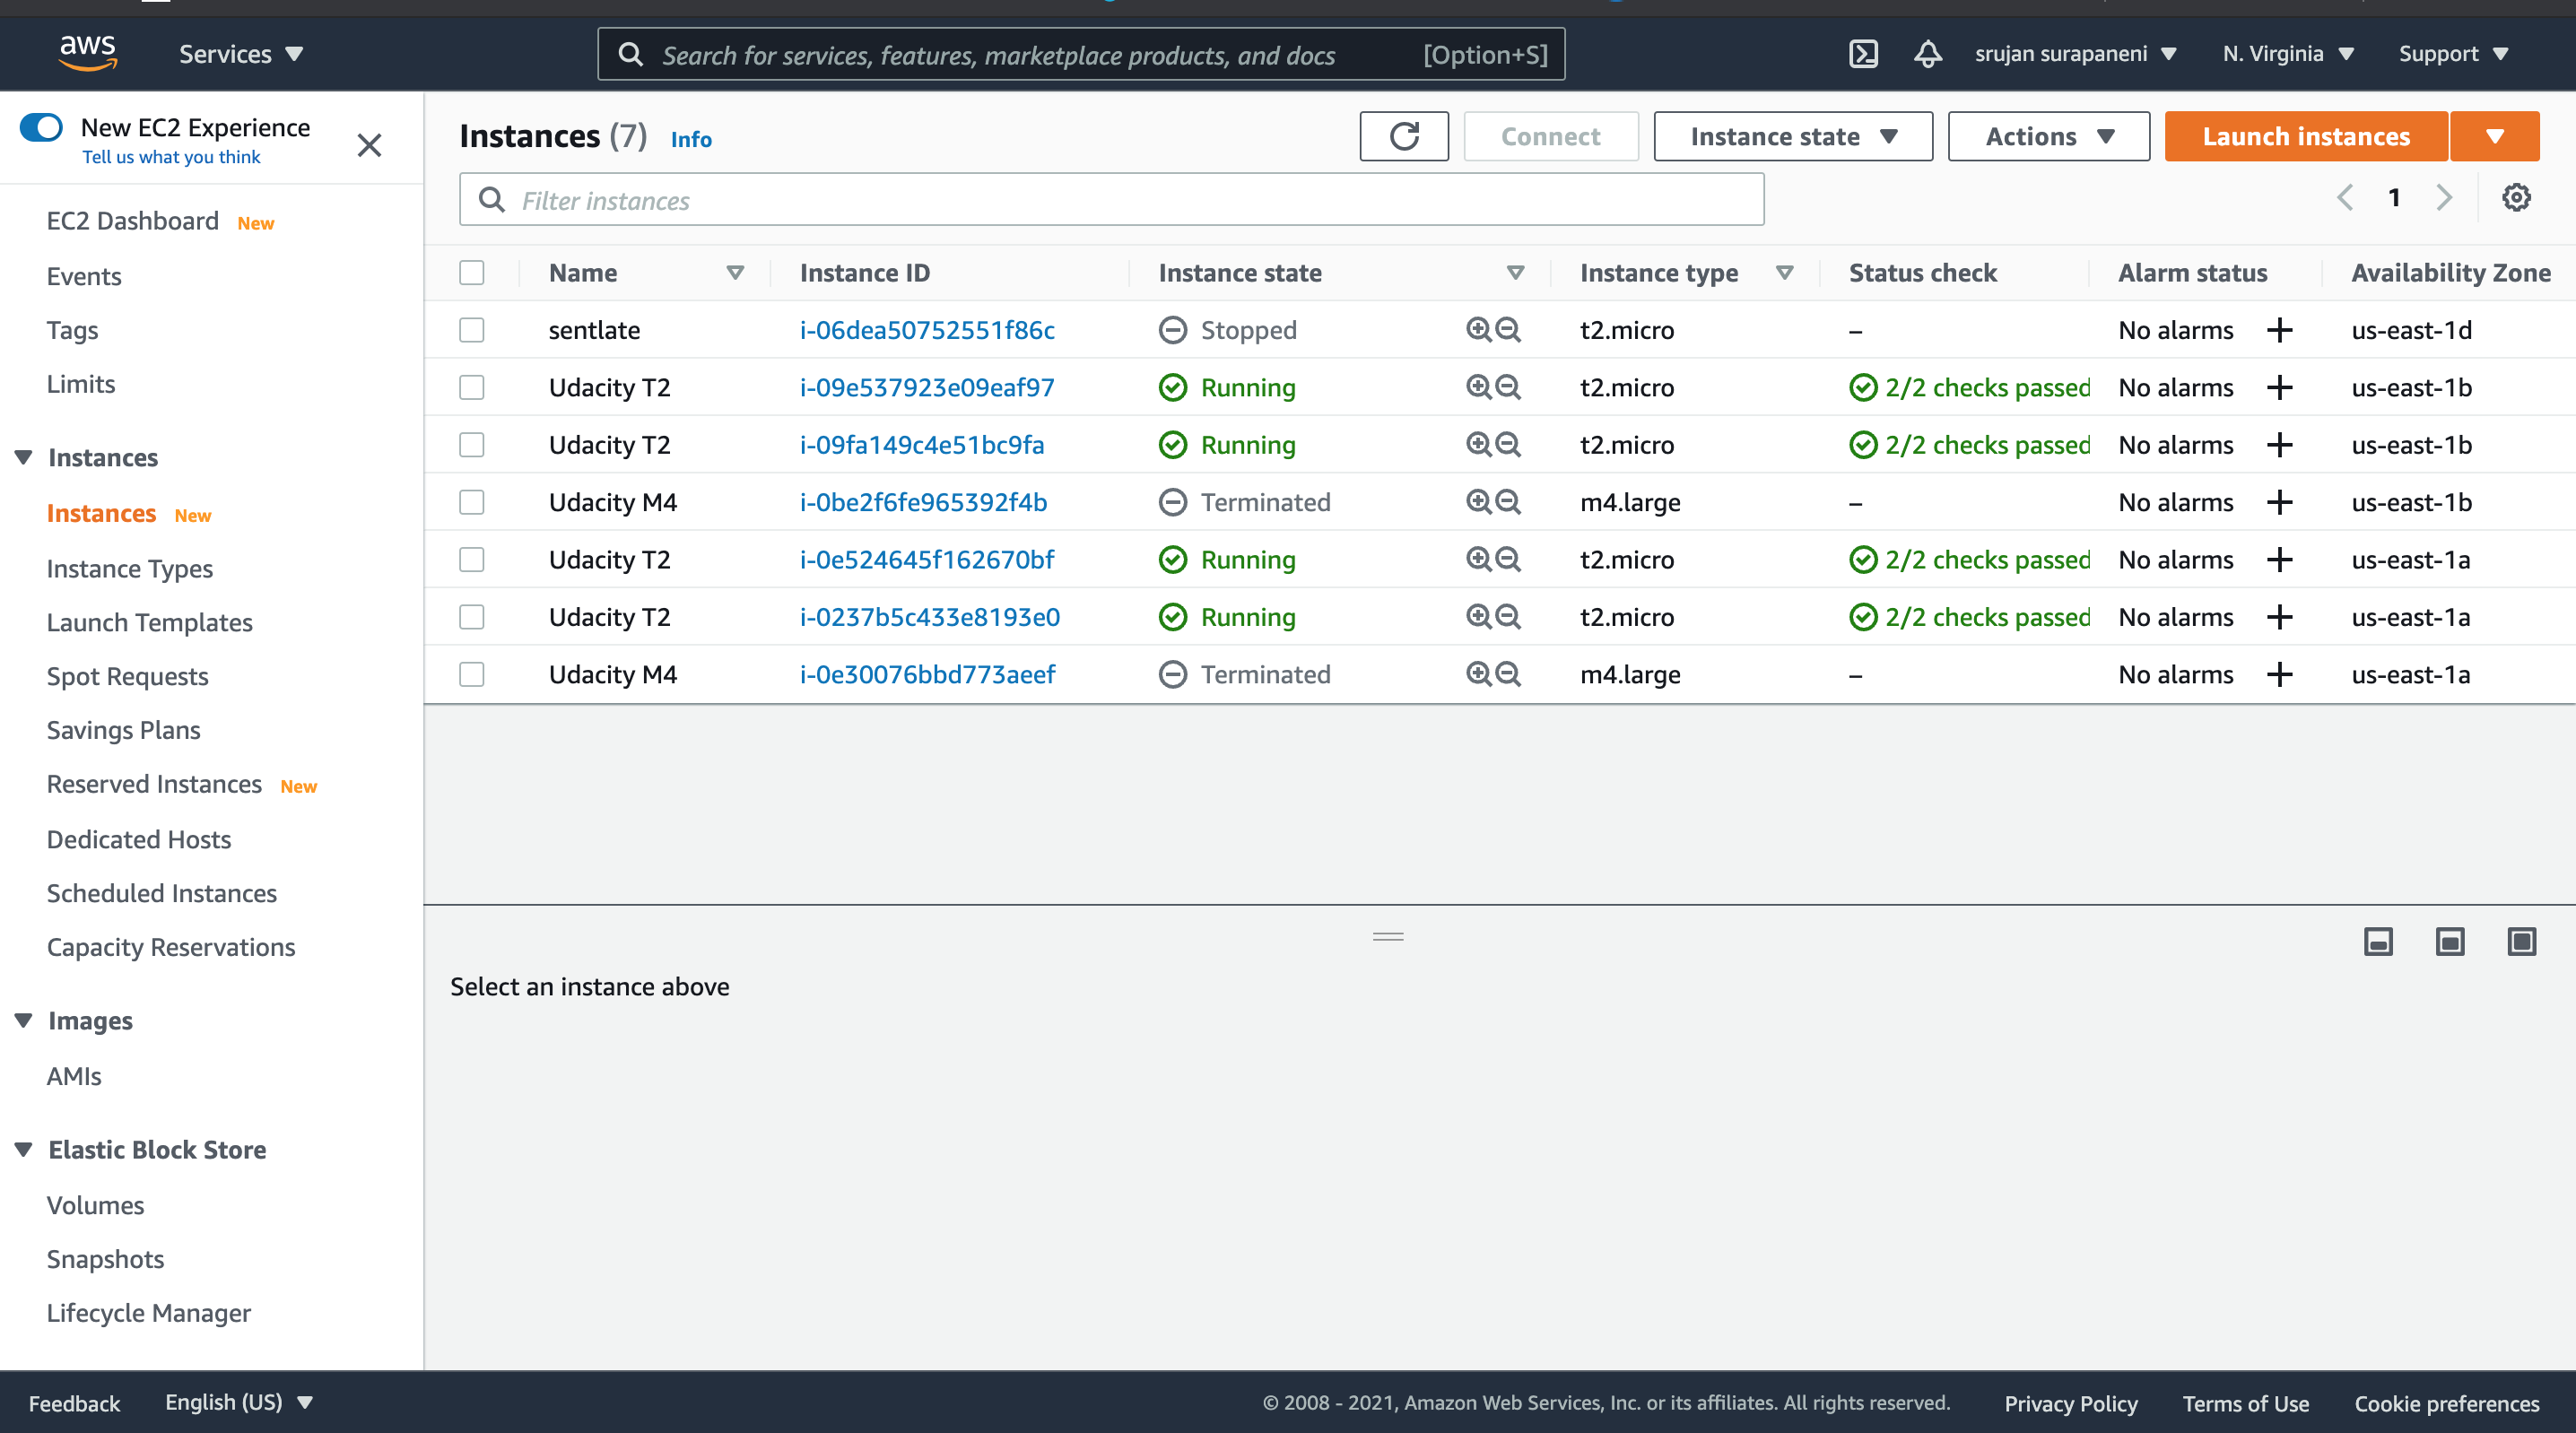 aws Services Search for services, features, marketplace products, and docs [Option+S] srujan surapaneni N. Virginia Support
New EC2 Experience
Tell us what you think
EC2 Dashboard New
Events
Tags
Limits
Instances
Instances New
Instance Types
Launch Templates
Spot Requests
Savings Plans
Reserved Instances New
Dedicated Hosts
Scheduled Instances
Capacity Reservations
Images
AMIs
Elastic Block Store
Volumes
Snapshots
Lifecycle Manager
Instances (7) Info Connect Instance state Actions Launch instances
Filter instances 1
Name Instance ID Instance state Instance type Status check Alarm status Availability Zone
sentlate i-06dea50752551f86c Stopped t2.micro – No alarms + us-east-1d
Udacity T2 i-09e537923e09eaf97 Running t2.micro 2/2 checks passed No alarms + us-east-1b
Udacity T2 i-09fa149c4e51bc9fa Running t2.micro 2/2 checks passed No alarms + us-east-1b
Udacity M4 i-0be2f6fe965392f4b Terminated m4.large – No alarms + us-east-1b
Udacity T2 i-0e524645f162670bf Running t2.micro 2/2 checks passed No alarms + us-east-1a
Udacity T2 i-0237b5c433e8193e0 Running t2.micro 2/2 checks passed No alarms + us-east-1a
Udacity M4 i-0e30076bbd773aeef Terminated m4.large – No alarms + us-east-1a
Select an instance above
Feedback English (US) © 2008 - 2021, Amazon Web Services, Inc. or its affiliates. All rights reserved. Privacy Policy Terms of Use Cookie preferences